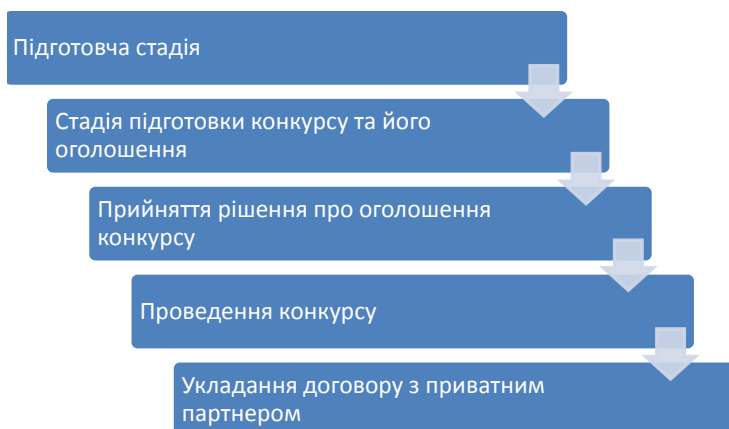 Підготовча стадія
Стадія підготовки конкурсу та його
оголошення
Прийняття рішення про оголошення
конкурсу
Проведення конкурсу
Укладання договору з приватним
партнером